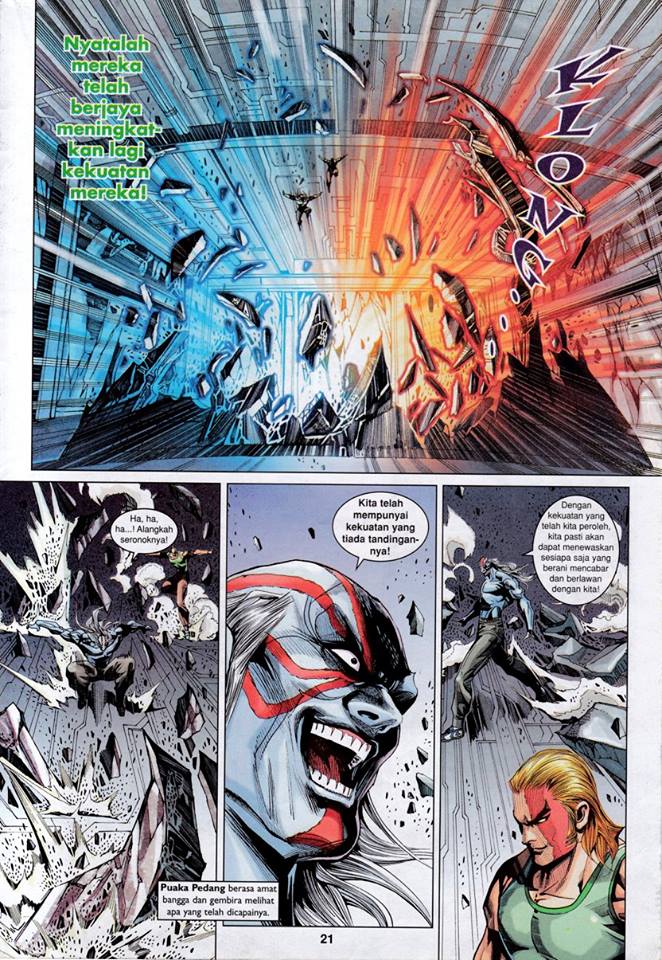 Nyatalah
mereka
telah
berjaya
meningkat-
kan lagi
kekuatan
mereka!
KLONG
Ha, ha,
ha...! Alangkah
seronoknya!
Kita telah
mempunyai
kekuatan yang
tiada tandingan-
nya!
Dengan
kekuatan yang
telah kita peroleh,
kita pasti akan
dapat menewaskan
sesiapa saja yang
berani mencabar
dan berlawan
dengan kita!
Puaka Pedang berasa amat
bangga dan gembira melihat
apa yang telah dicapainya.
21